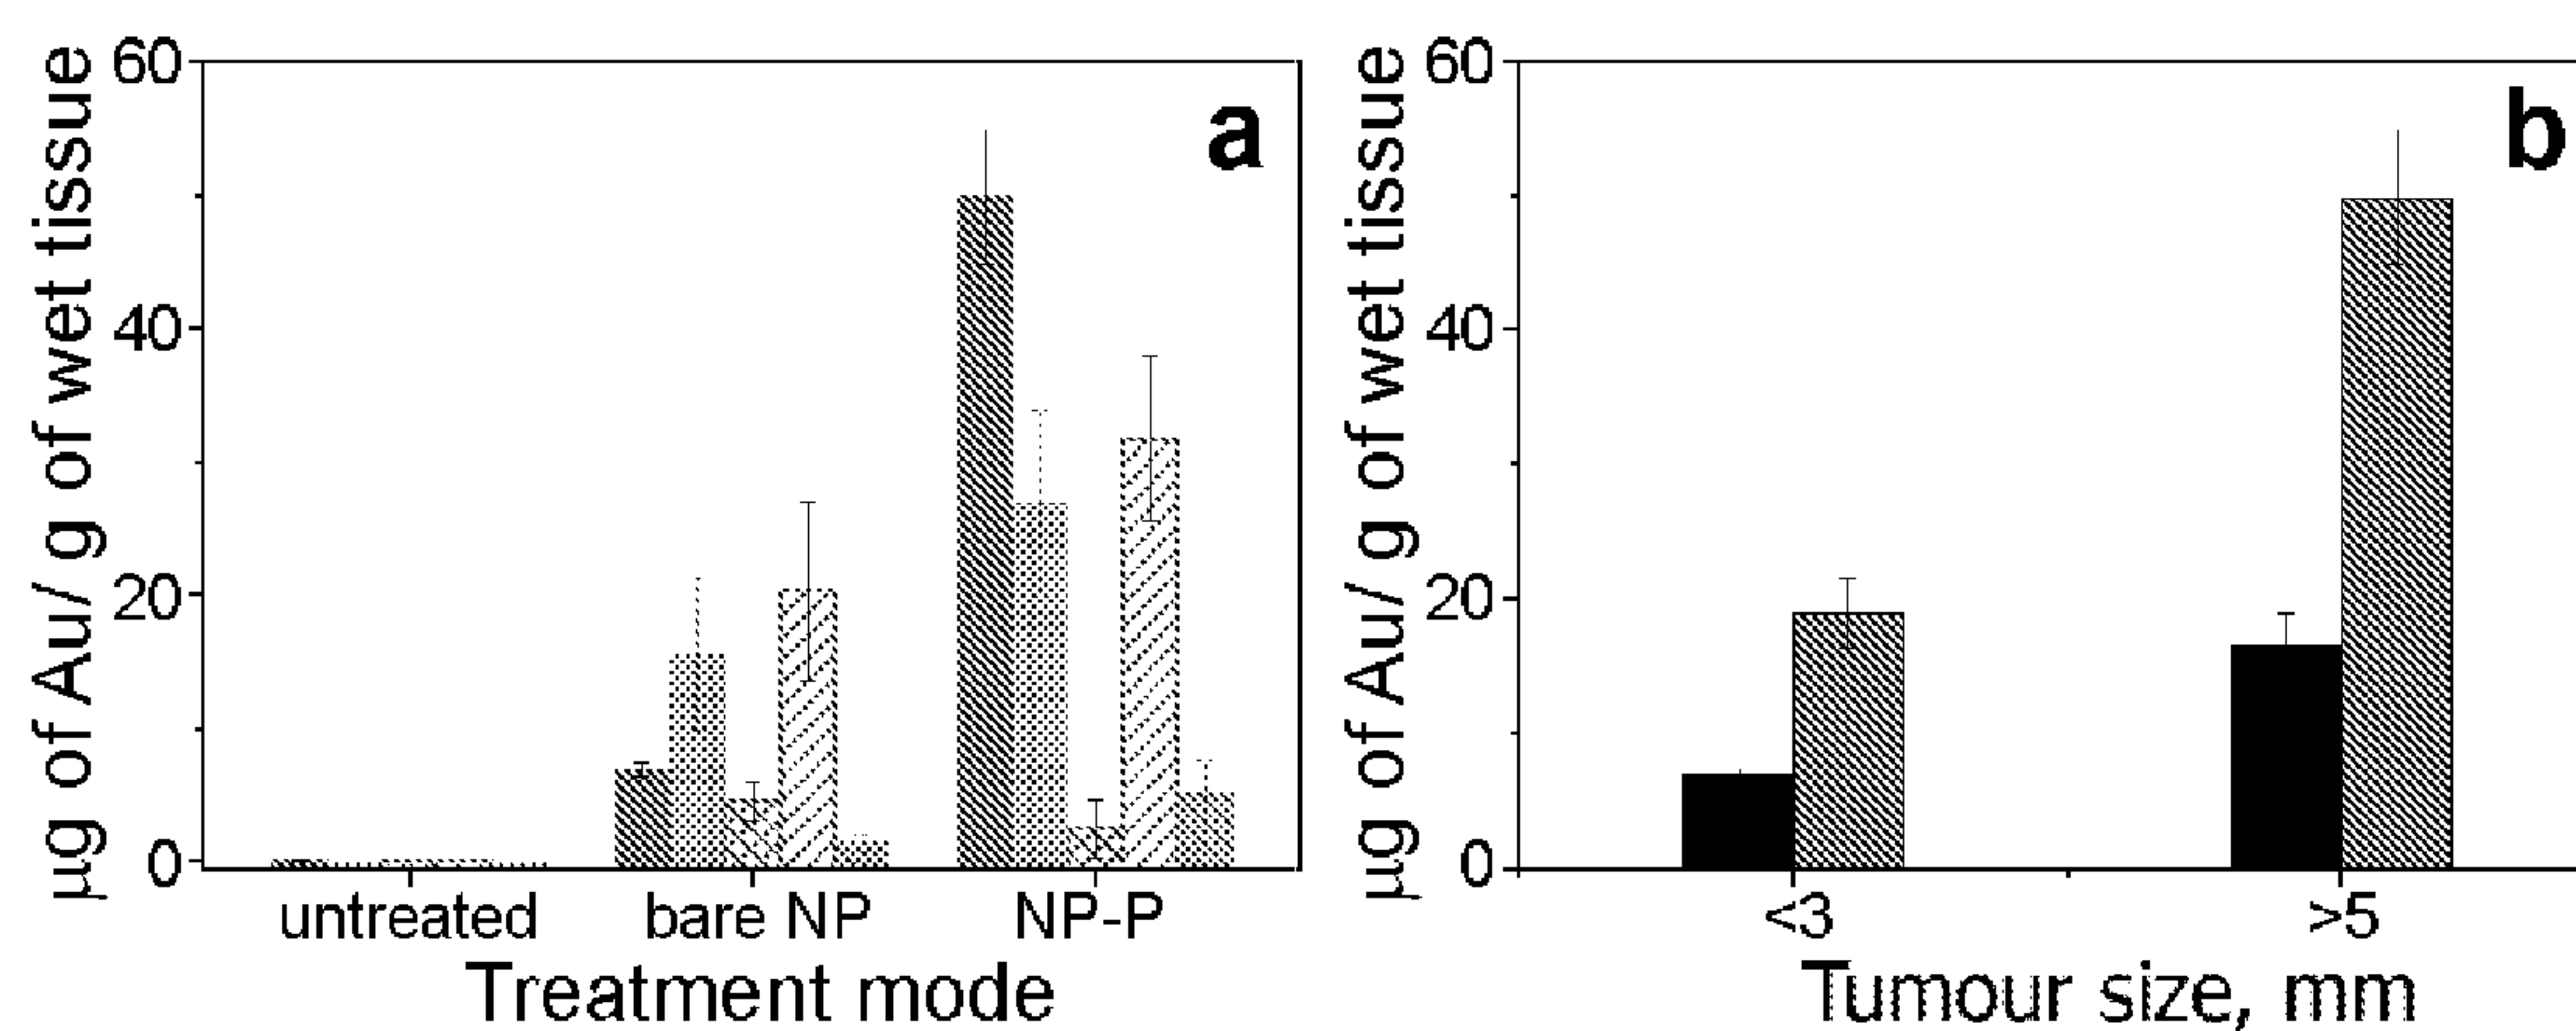 µg of Au/ g of wet tissue
60
40
20
0
a
untreated bare NP NP-P
Treatment mode
µg of Au/ g of wet tissue
60
40
20
0
b
<3 >5
Tumour size, mm